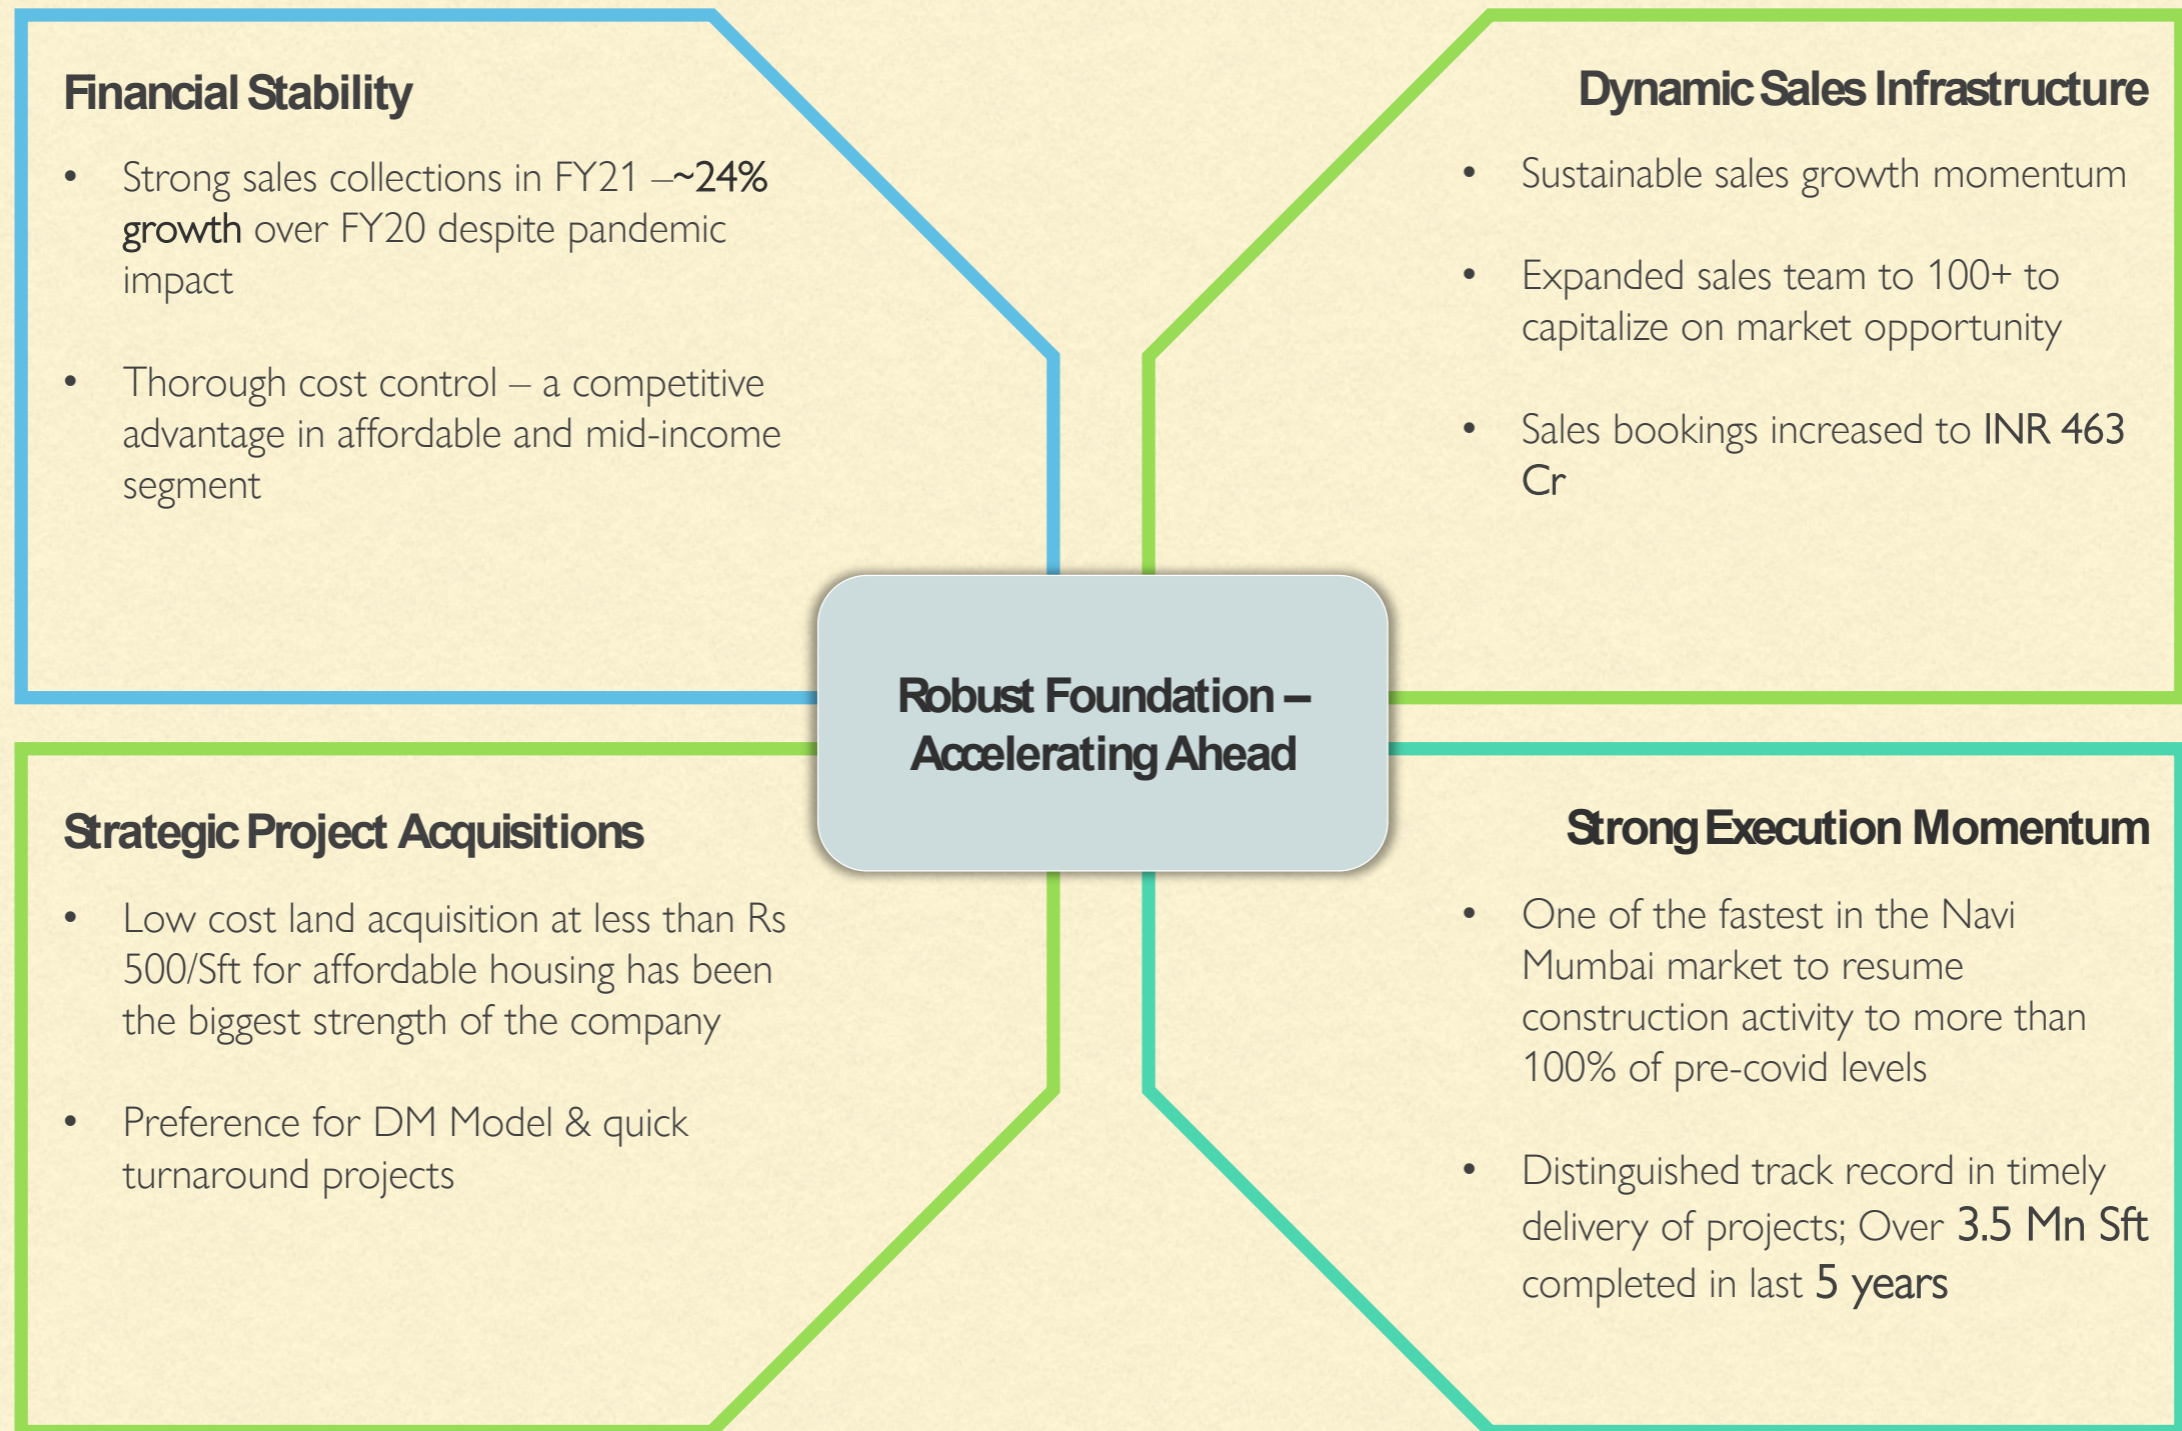 Financial Stability
• Strong sales collections in FY21 –~24%
growth over FY20 despite pandemic
impact
• Thorough cost control – a competitive
advantage in affordable and mid-income
segment
Dynamic Sales Infrastructure
• Sustainable sales growth momentum
• Expanded sales team to 100+ to
capitalize on market opportunity
• Sales bookings increased to INR 463
Cr
Robust Foundation –
Accelerating Ahead
Strategic Project Acquisitions
• Low cost land acquisition at less than Rs
500/Sft for affordable housing has been
the biggest strength of the company
• Preference for DM Model & quick
turnaround projects
Strong Execution Momentum
• One of the fastest in the Navi
Mumbai market to resume
construction activity to more than
100% of pre-covid levels
• Distinguished track record in timely
delivery of projects; Over 3.5 Mn Sft
completed in last 5 years